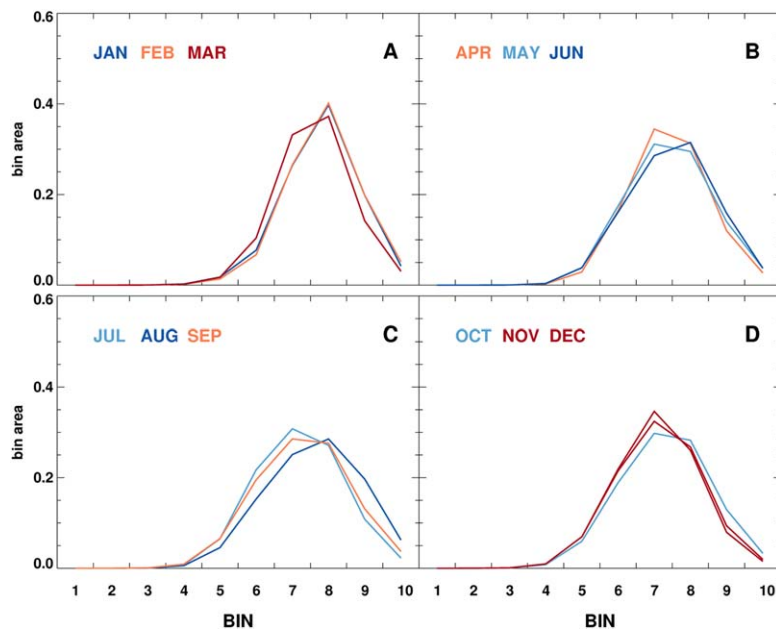 0.6
JAN FEB MAR A
0.4
bin area
0.2
0.0
APR MAY JUN B
0.6
JUL AUG SEP C
0.4
bin area
0.2
0.0
1 2 3 4 5 6 7 8 9 10
BIN
OCT NOV DEC D
1 2 3 4 5 6 7 8 9 10
BIN